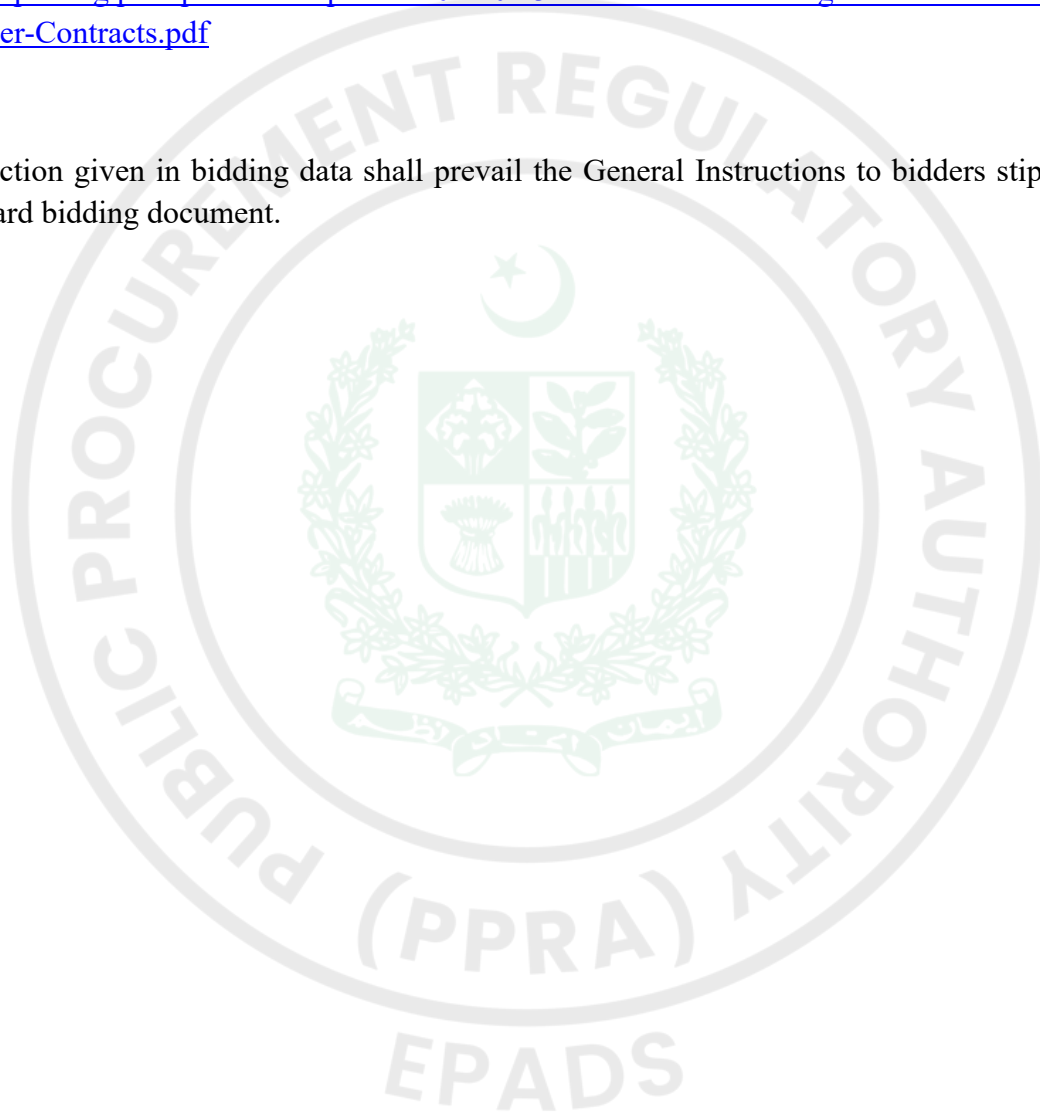 er-Contracts.pdf
ction given in bidding data shall prevail the General Instructions to bidders stip
ard bidding document.
PUBLIC PROCUREMENT REGULATORY AUTHORITY
(PPRA)
EPADS